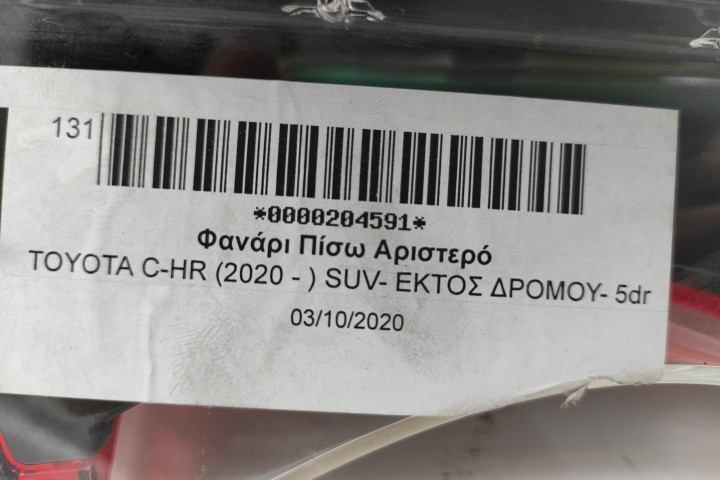 131
*0000204591*
Φανάρι Πίσω Αριστερό
TOYOTA C-HR (2020 - ) SUV- ΕΚΤΟΣ ΔΡΟΜΟΥ- 5dr
03/10/2020